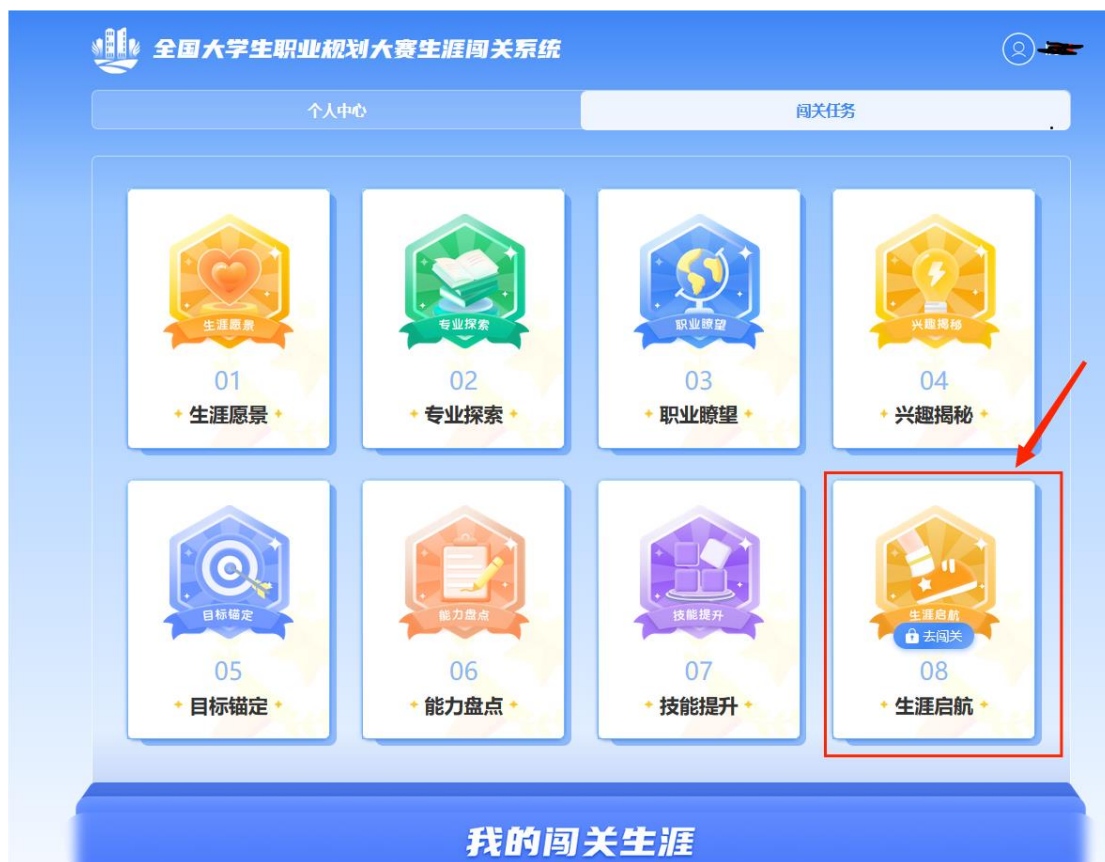 全国大学生职业规划大赛生涯闯关系统
个人中心
闯关任务
生涯愿景
专业探索
职业瞭望
兴趣揭秘
01
02
03
04
生涯愿景
专业探索
职业瞭望
兴趣揭秘
目标锚定
能力盘点
技能提升
生涯启航
去闯关
05
06
07
08
目标锚定
能力盘点
技能提升
生涯启航
我的闯关生涯